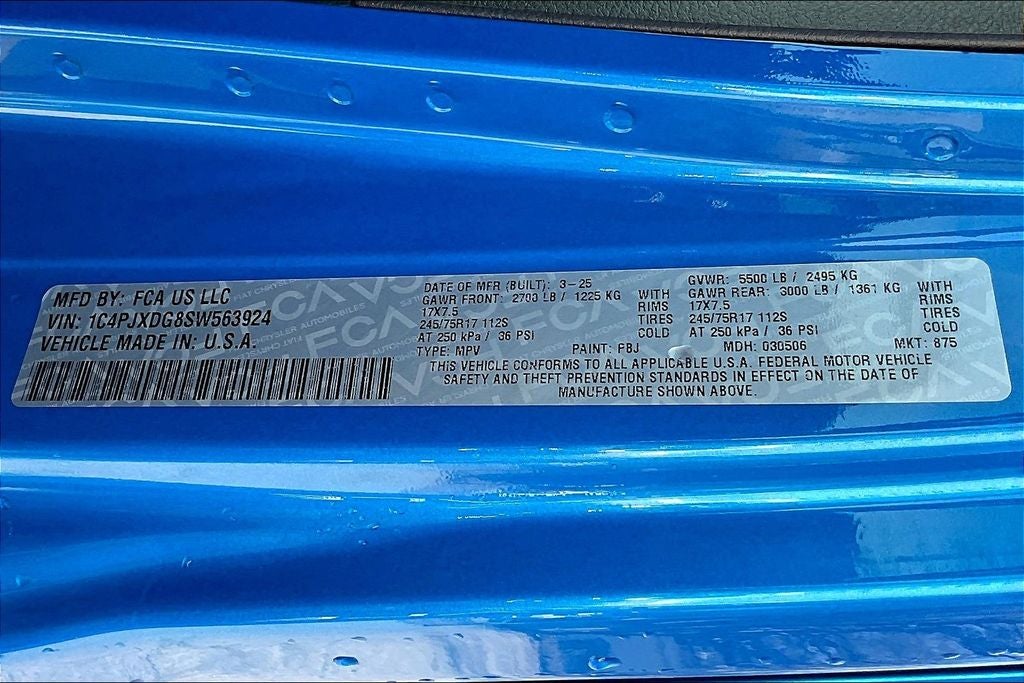 MFD BY: FCA US LLC
VIN: 1C4PJXDG8SW563924
VEHICLE MADE IN: U.S.A.
DATE OF MFR (BUILT): 3-25
GAWR FRONT: 2700 LB / 1225 KG WITH
17X7.5 RIMS
245/75R17 112S TIRES
AT 250 kPa / 36 PSI COLD
GVWR: 5500 LB / 2495 KG
GAWR REAR: 3000 LB / 1361 KG WITH
17X7.5 RIMS
245/75R17 112S TIRES
AT 250 kPa / 36 PSI COLD
TYPE: MPV PAINT: FBJ MDH: 030506 MKT: 875
THIS VEHICLE CONFORMS TO ALL APPLICABLE U.S.A. FEDERAL MOTOR VEHICLE
SAFETY AND THEFT PREVENTION STANDARDS IN EFFECT ON THE DATE OF
MANUFACTURE SHOWN ABOVE.